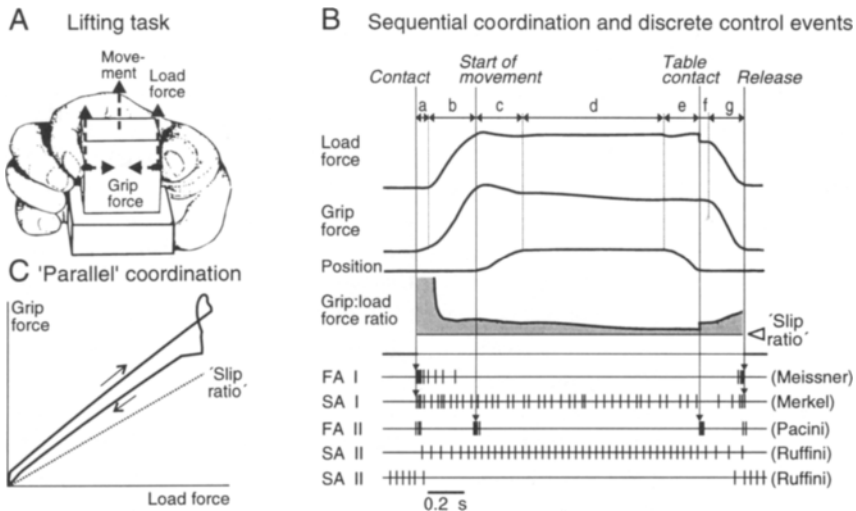 A Lifting task
Move-
ment
Load
force
Grip
force
B Sequential coordination and discrete control events
Contact
Start of
movement
Table
contact
Release
a b c d e f g
Load
force
Grip
force
Position
Grip:load
force ratio
´Slip
ratio´
FA I (Meissner)
SA I (Merkel)
FA II (Pacini)
SA II (Ruffini)
SA II (Ruffini)
0.2 s
C 'Parallel' coordination
Grip
force
´Slip
ratio´
Load force